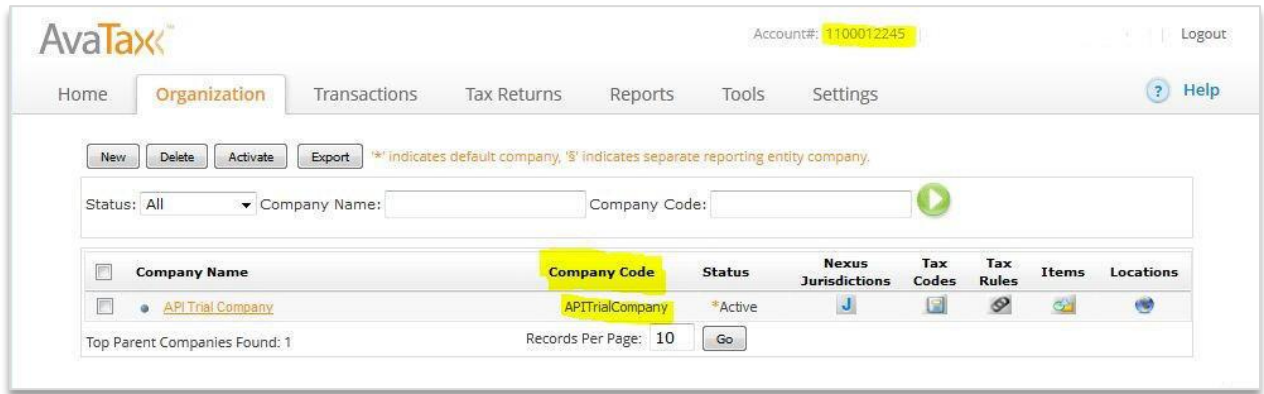 AvaTax
Account#: 1100012245 Logout
Home Organization Transactions Tax Returns Reports Tools Settings ? Help
New Delete Activate Export '*' indicates default company, '§' indicates separate reporting entity company.
Status: All Company Name: Company Code:
Company Name Company Code Status Nexus Jurisdictions Tax Codes Tax Rules Items Locations
API Trial Company APITrialCompany *Active J
Top Parent Companies Found: 1 Records Per Page: 10 Go